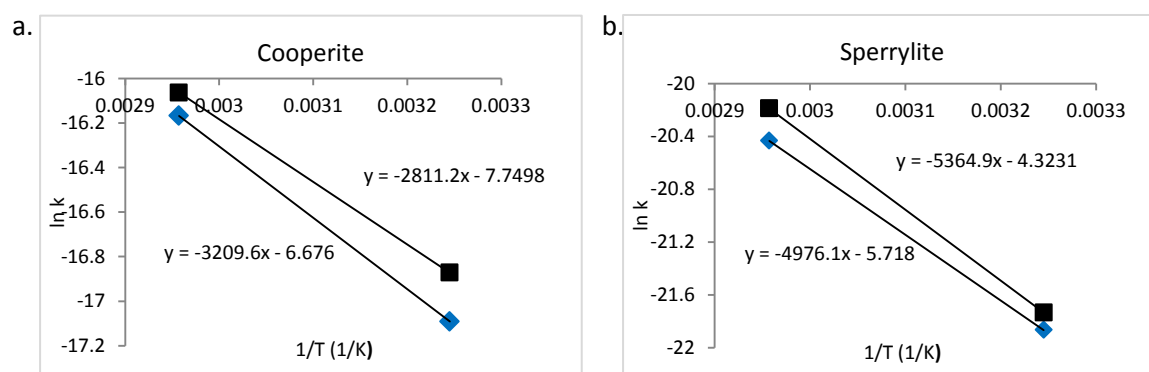 a.
Cooperite
-16
0.0029 0.003 0.0031 0.0032 0.0033
-16.2
-16.4
y = -2811.2x - 7.7498
-16.6
ln k
y = -3209.6x - 6.676
-16.8
-17
-17.2
1/T (1/K)
b.
Sperrylite
-20
0.0029 0.003 0.0031 0.0032 0.0033
-20.4
y = -5364.9x - 4.3231
-20.8
ln k
-21.2
y = -4976.1x - 5.718
-21.6
-22
1/T (1/K)